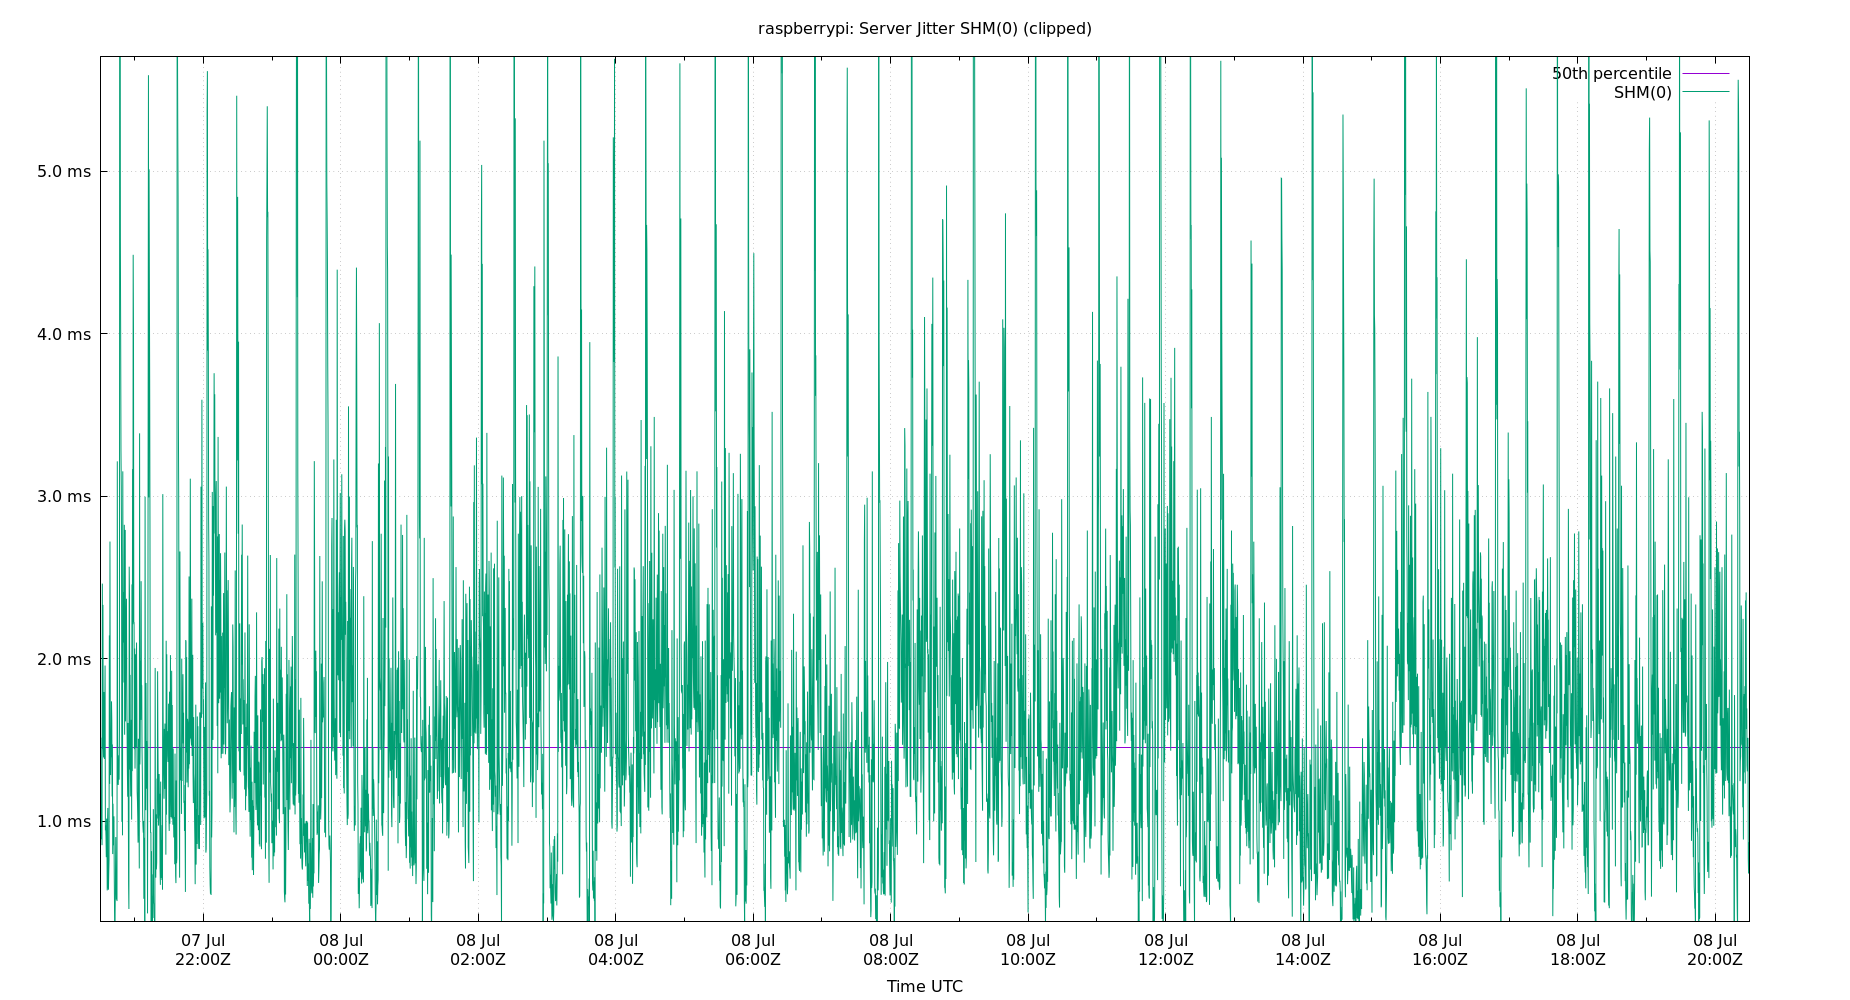 raspberrypi: Server Jitter SHM(0) (clipped)
50th percentile
SHM(0)
5.0 ms
4.0 ms
3.0 ms
2.0 ms
1.0 ms
07 Jul 08 Jul 08 Jul 08 Jul 08 Jul 08 Jul 08 Jul 08 Jul 08 Jul 08 Jul 08 Jul 08 Jul
22:00Z 00:00Z 02:00Z 04:00Z 06:00Z 08:00Z 10:00Z 12:00Z 14:00Z 16:00Z 18:00Z 20:00Z
Time UTC